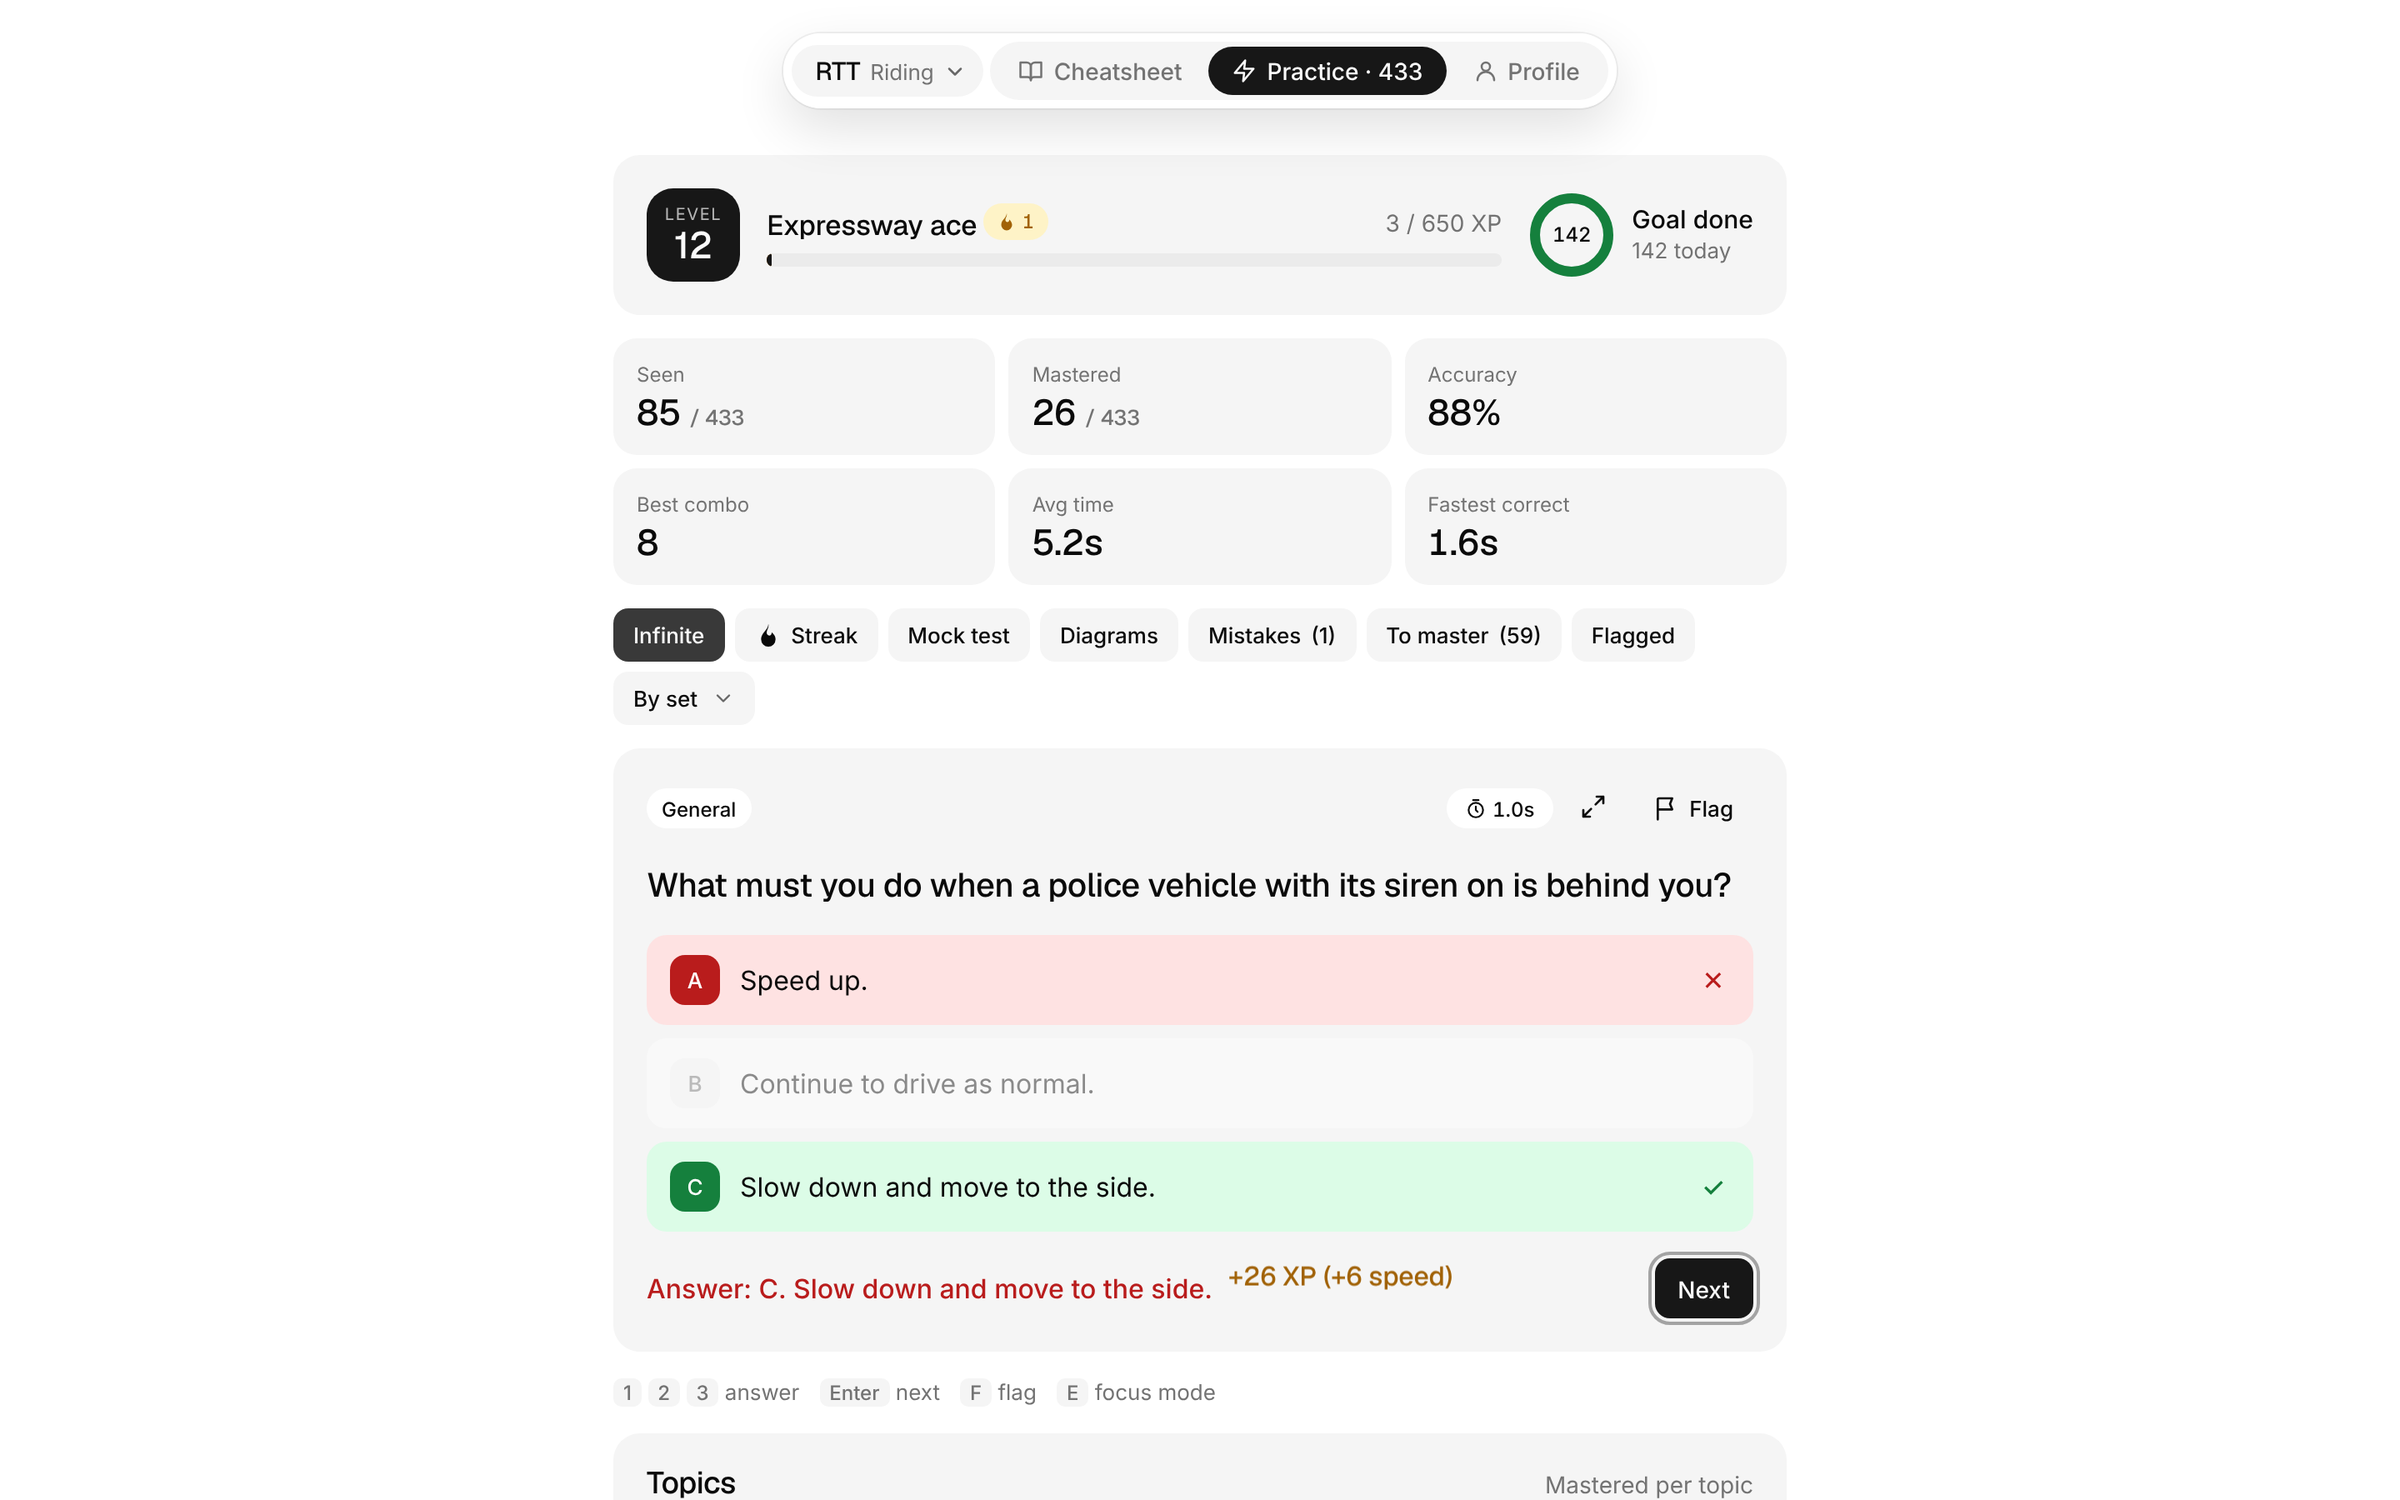 RTT Riding Cheatsheet Practice · 433 Profile
LEVEL
12
Expressway ace 1
3 / 650 XP
142
Goal done
142 today
Seen
85 / 433
Mastered
26 / 433
Accuracy
88%
Best combo
8
Avg time
5.2s
Fastest correct
1.6s
Infinite Streak Mock test Diagrams Mistakes (1) To master (59) Flagged
By set
General 1.0s Flag
What must you do when a police vehicle with its siren on is behind you?
A Speed up.
B Continue to drive as normal.
C Slow down and move to the side.
Answer: C. Slow down and move to the side. +26 XP (+6 speed) Next
1 2 3 answer Enter next F flag E focus mode
Topics Mastered per topic